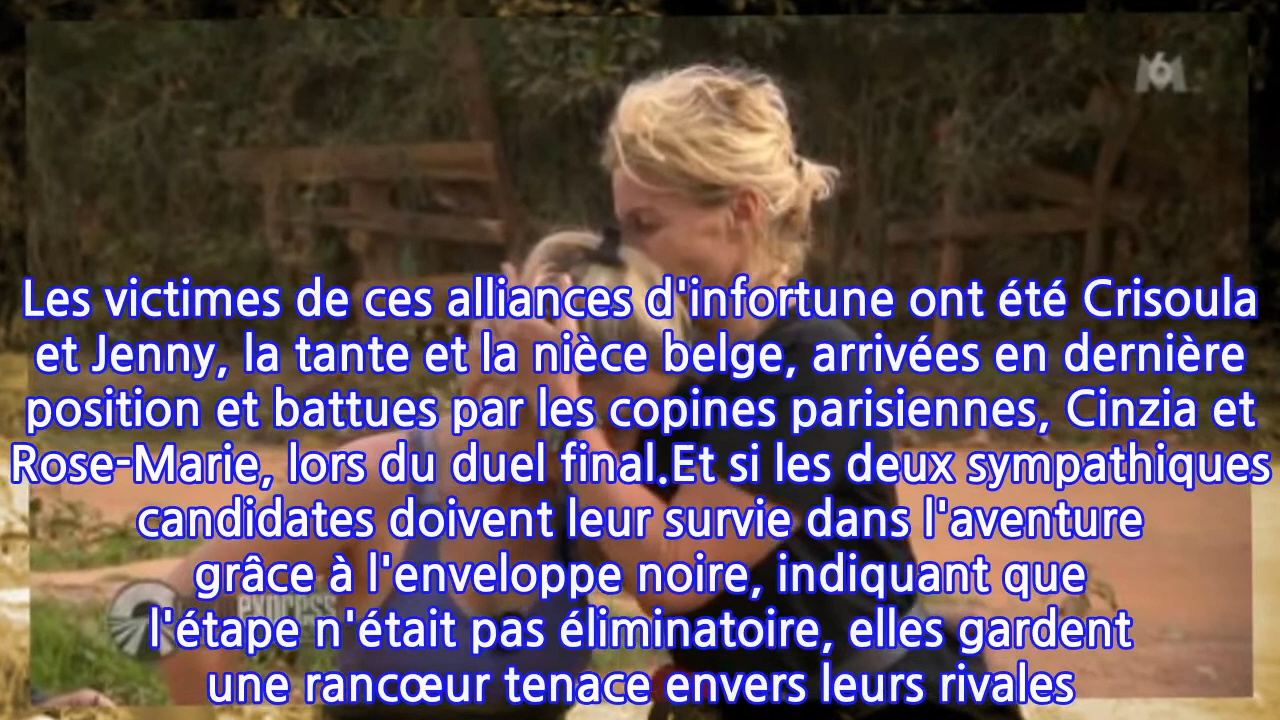 M6
Les victimes de ces alliances d'infortune ont été Crisoula
et Jenny, la tante et la nièce belge, arrivées en dernière
position et battues par les copines parisiennes, Cinzia et
Rose-Marie, lors du duel final.Et si les deux sympathiques
candidates doivent leur survie dans l'aventure
grâce à l'enveloppe noire, indiquant que
l'étape n'était pas éliminatoire, elles gardent
une rancœur tenace envers leurs rivales
express